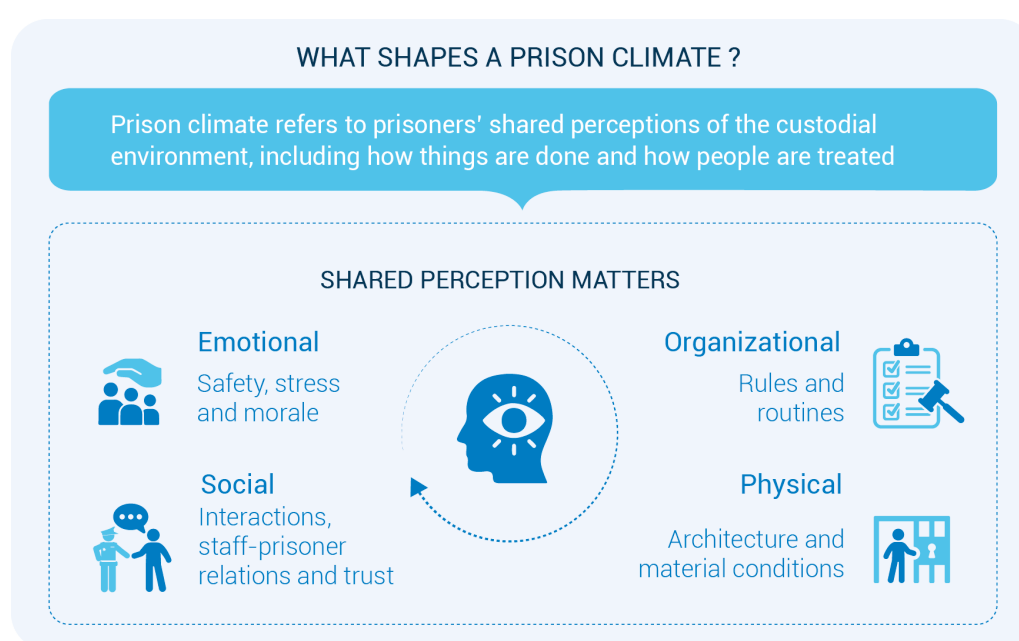 WHAT SHAPES A PRISON CLIMATE ?
Prison climate refers to prisoners' shared perceptions of the custodial
environment, including how things are done and how people are treated
SHARED PERCEPTION MATTERS
Emotional
Safety, stress
and morale
Organizational
Rules and
routines
Social
Interactions,
staff-prisoner
relations and trust
Physical
Architecture and
material conditions